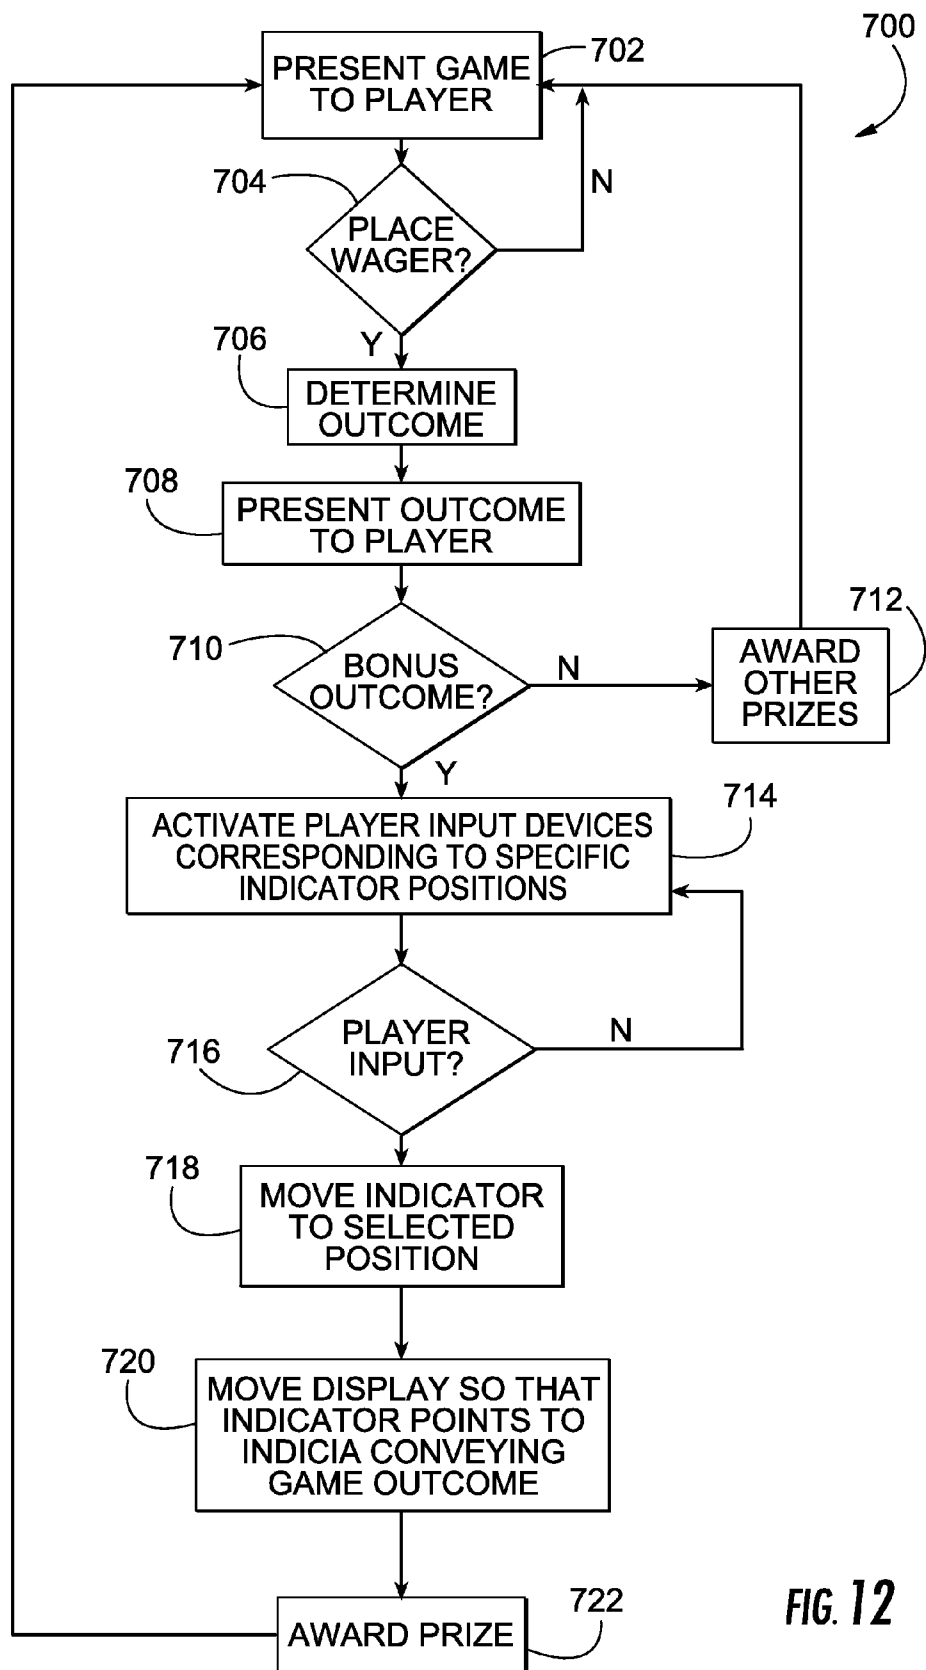 700
702
PRESENT GAME
TO PLAYER
704
N
PLACE
WAGER?
706
Y
DETERMINE
OUTCOME
708
PRESENT OUTCOME
TO PLAYER
710
BONUS
OUTCOME?
N
712
AWARD
OTHER
PRIZES
Y
714
ACTIVATE PLAYER INPUT DEVICES
CORRESPONDING TO SPECIFIC
INDICATOR POSITIONS
716
PLAYER
INPUT?
N
718
MOVE INDICATOR
TO SELECTED
POSITION
720
MOVE DISPLAY SO THAT
INDICATOR POINTS TO
INDICIA CONVEYING
GAME OUTCOME
722
AWARD PRIZE
FIG. 12